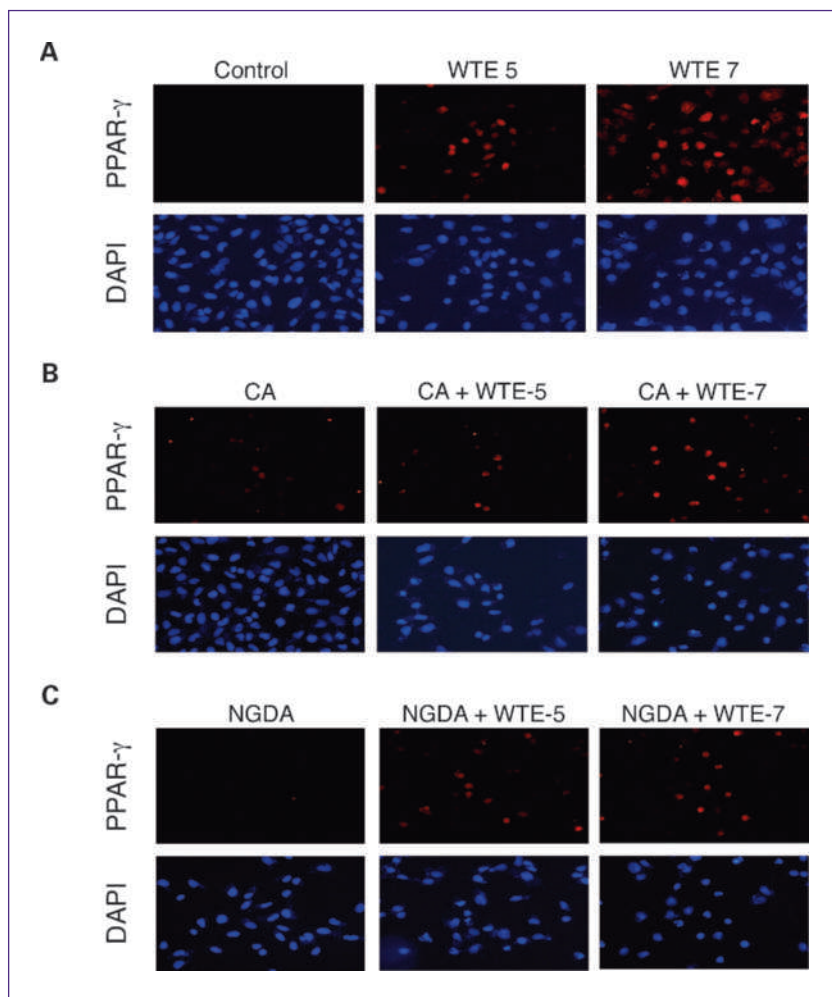 A
Control WTE 5 WTE 7
PPAR-γ
DAPI
B
CA CA + WTE-5 CA + WTE-7
PPAR-γ
DAPI
C
NGDA NGDA + WTE-5 NGDA + WTE-7
PPAR-γ
DAPI